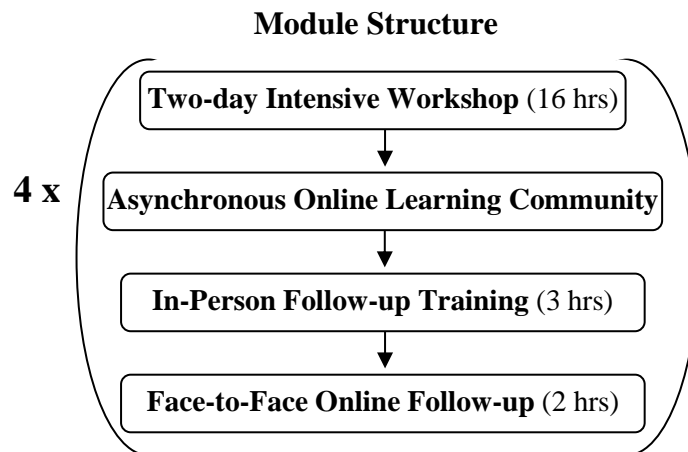 Module Structure
Two-day Intensive Workshop (16 hrs)
4 x
Asynchronous Online Learning Community
In-Person Follow-up Training (3 hrs)
Face-to-Face Online Follow-up (2 hrs)